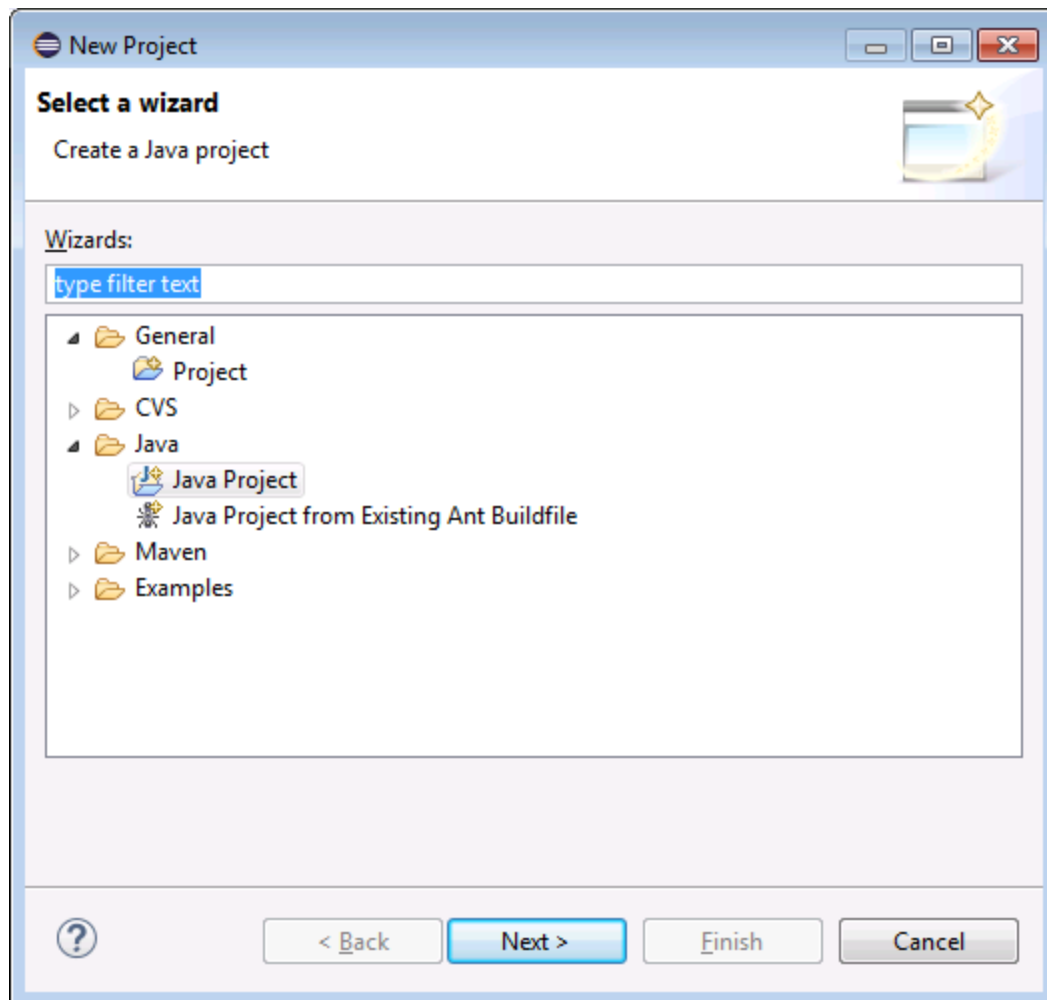 New Project
Select a wizard
Create a Java project
Wizards:
type filter text
General
Project
CVS
Java
Java Project
Java Project from Existing Ant Buildfile
Maven
Examples
< Back Next > Finish Cancel